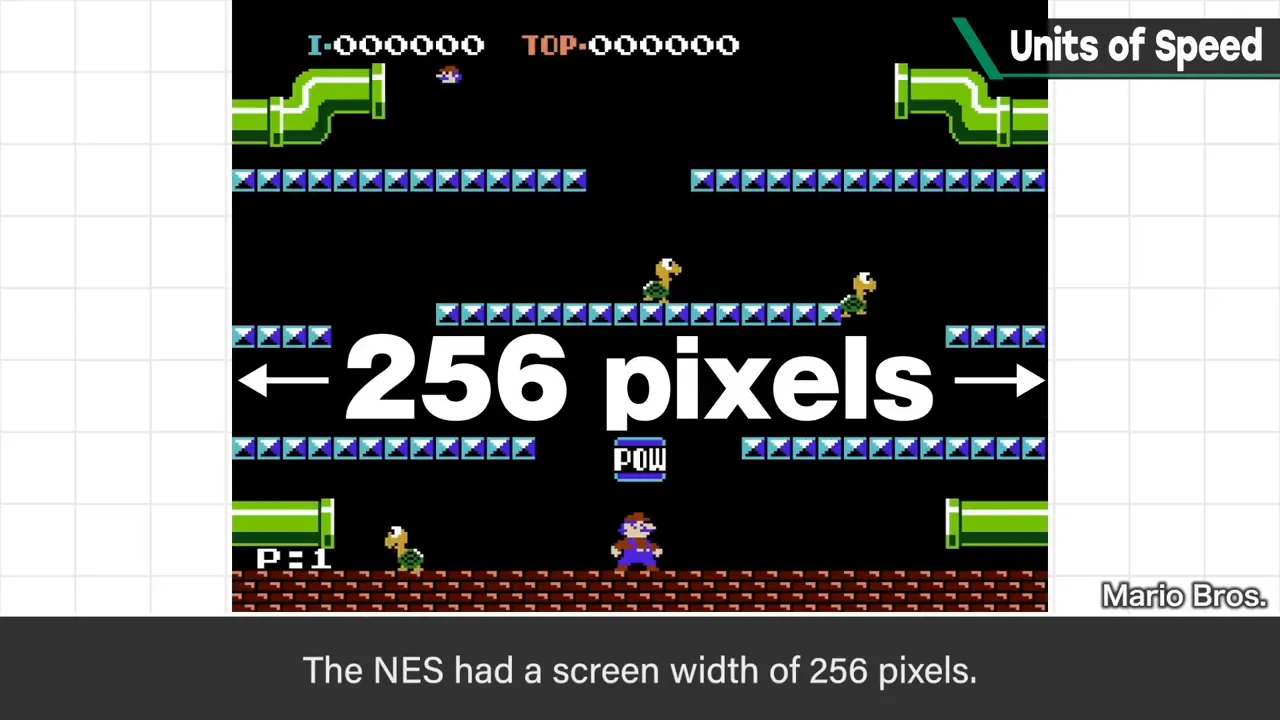 I-000000 TOP-000000
Units of Speed
256 pixels
POW
P=1
Mario Bros.
The NES had a screen width of 256 pixels.